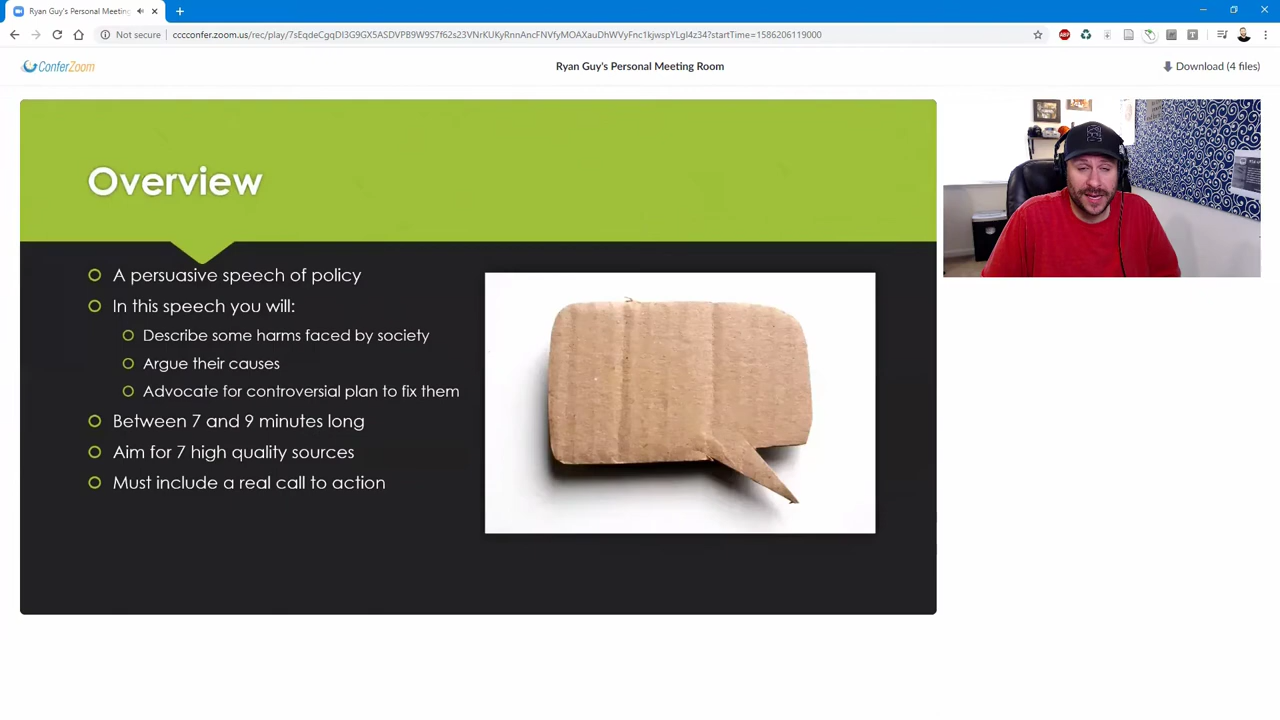 Ryan Guy's Personal Meeting
Not secure
cccconfer.zoom.us/rec/play/7sEqdeCgqDI3G9GX5ASDVPB9W9S7f62s23VNrKUKyRnnAncFNVfyMOAXauDhWVyFnc1kjwspYLgl4z34?startTime=1586206119000
ConferZoom
Ryan Guy's Personal Meeting Room
Download (4 files)
Overview
A persuasive speech of policy
In this speech you will:
Describe some harms faced by society
Argue their causes
Advocate for controversial plan to fix them
Between 7 and 9 minutes long
Aim for 7 high quality sources
Must include a real call to action